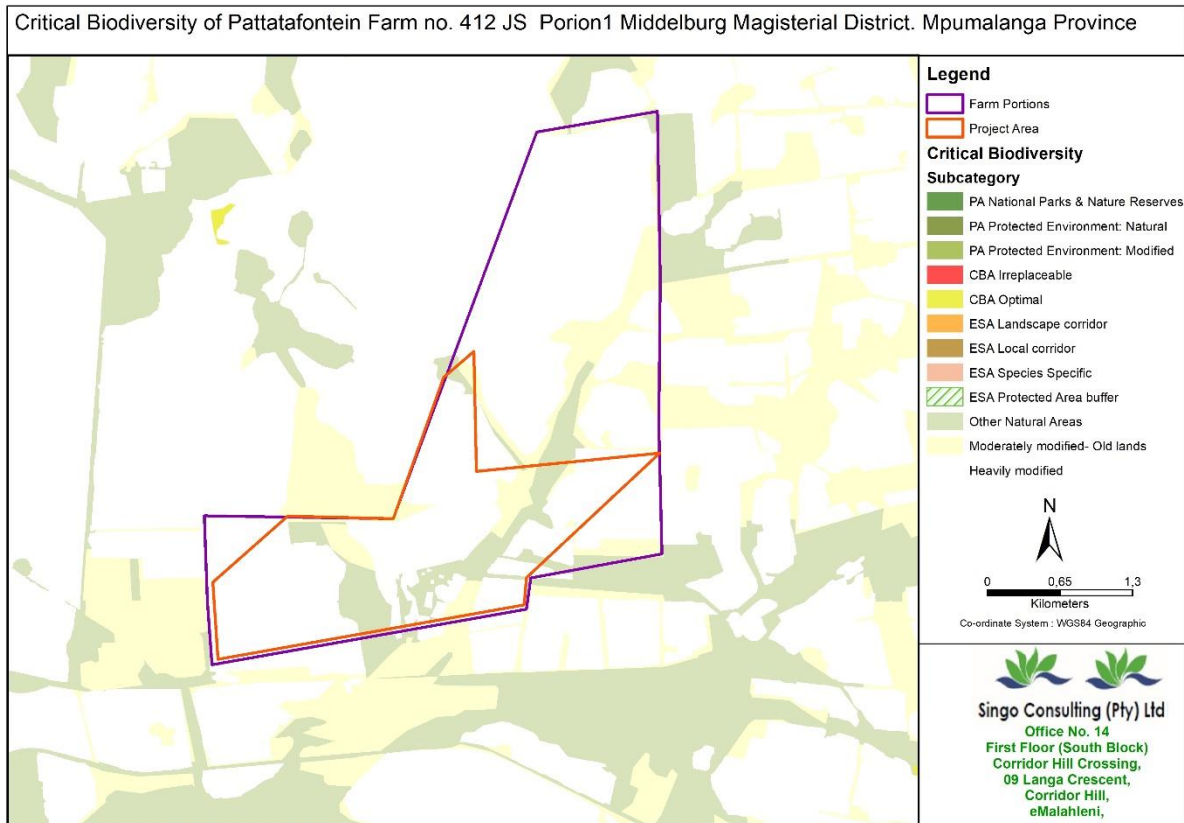 Critical Biodiversity of Pattatafontein Farm no. 412 JS Porion1 Middelburg Magisterial District. Mpumalanga Province
Legend
Farm Portions
Project Area
Critical Biodiversity
Subcategory
PA National Parks & Nature Reserves
PA Protected Environment: Natural
PA Protected Environment: Modified
CBA Irreplaceable
CBA Optimal
ESA Landscape corridor
ESA Local corridor
ESA Species Specific
ESA Protected Area buffer
Other Natural Areas
Moderately modified- Old lands
Heavily modified
N
0 0,65 1,3
Kilometers
Co-ordinate System : WGS84 Geographic
Singo Consulting (Pty) Ltd
Office No. 14
First Floor (South Block)
Corridor Hill Crossing,
09 Langa Crescent,
Corridor Hill,
eMalahleni,